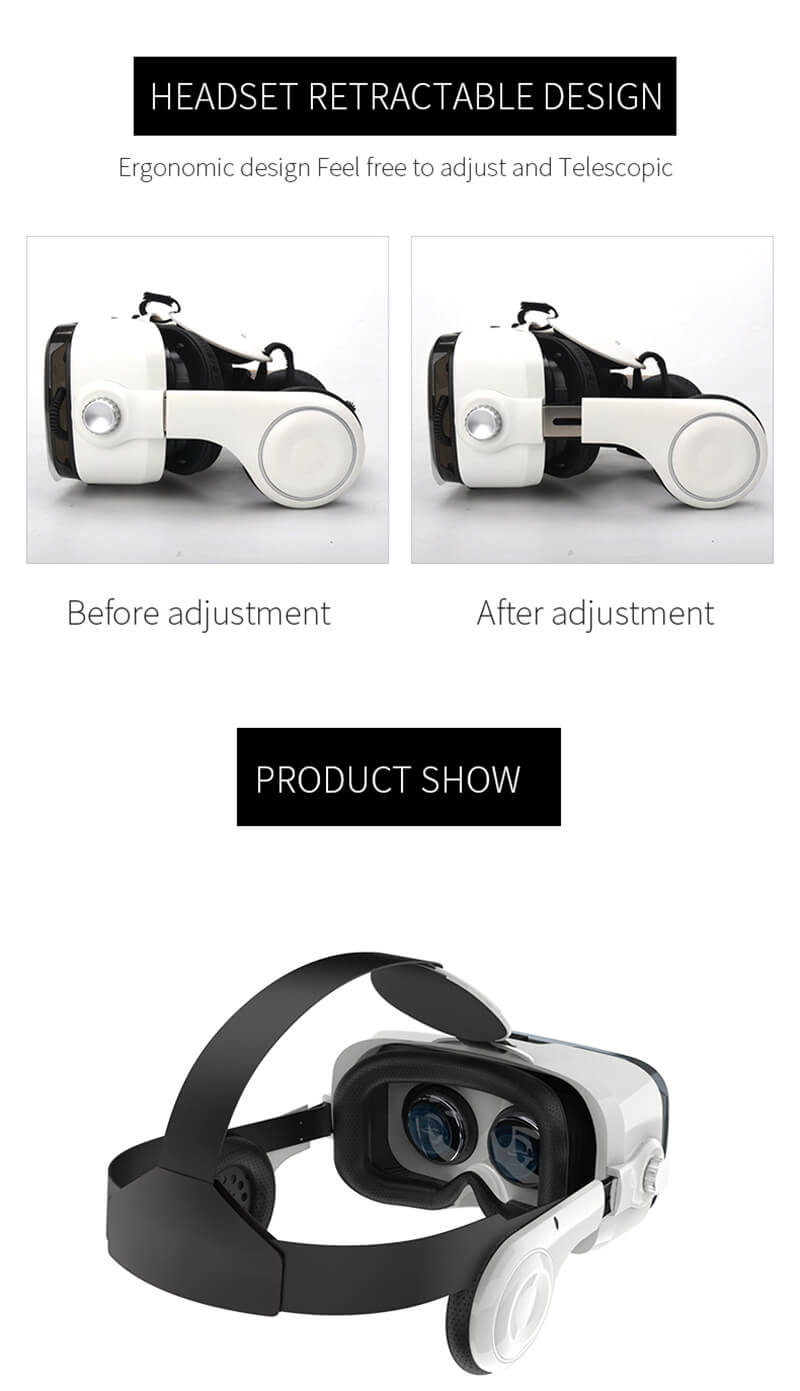 HEADSET RETRACTABLE DESIGN
Ergonomic design Feel free to adjust and Telescopic
Before adjustment
After adjustment
PRODUCT SHOW